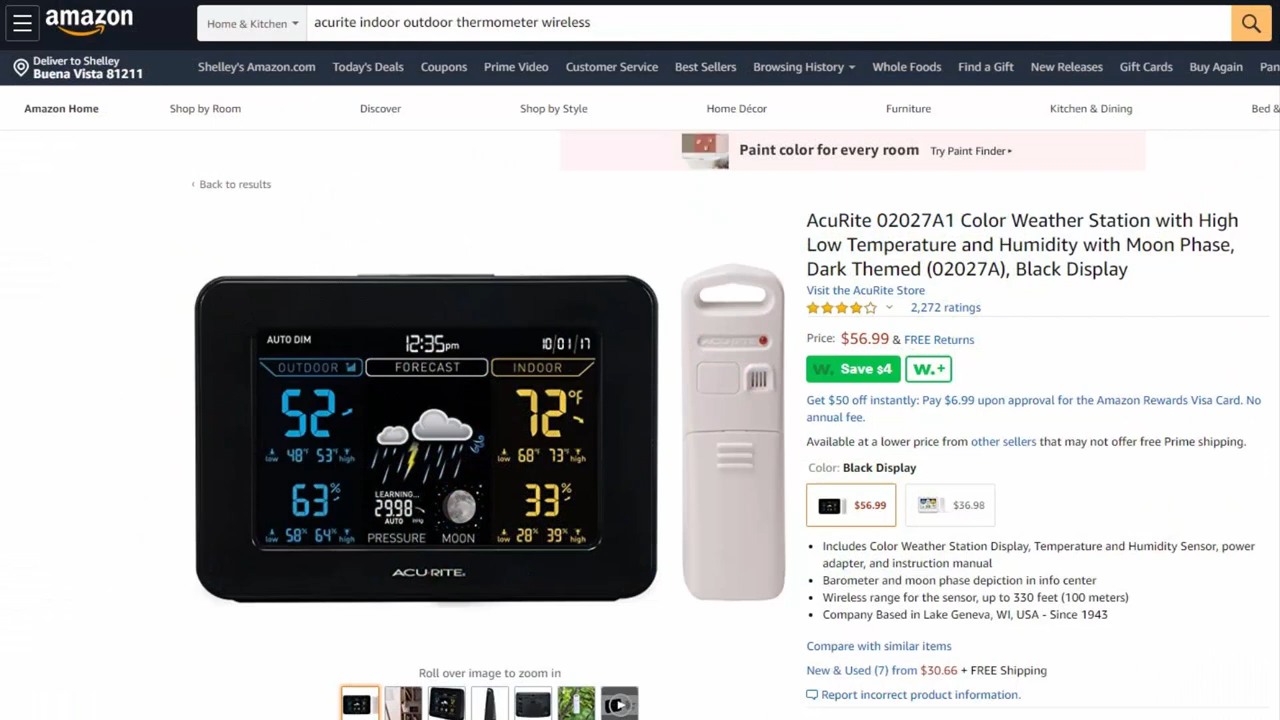 amazon
Home & Kitchen
acurite indoor outdoor thermometer wireless
Deliver to Shelley
Buena Vista 81211
Shelley's Amazon.com
Today's Deals
Coupons
Prime Video
Customer Service
Best Sellers
Browsing History
Whole Foods
Find a Gift
New Releases
Gift Cards
Buy Again
Pan
Amazon Home
Shop by Room
Discover
Shop by Style
Home Décor
Furniture
Kitchen & Dining
Bed &
Paint color for every room Try Paint Finder
‹ Back to results
AcuRite 02027A1 Color Weather Station with High
Low Temperature and Humidity with Moon Phase,
Dark Themed (02027A), Black Display
Visit the AcuRite Store
2,272 ratings
Price: $56.99 & FREE Returns
W. Save $4 W.+
Get $50 off instantly: Pay $6.99 upon approval for the Amazon Rewards Visa Card. No
annual fee.
Available at a lower price from other sellers that may not offer free Prime shipping.
Color: Black Display
$56.99
$36.98
• Includes Color Weather Station Display, Temperature and Humidity Sensor, power
adapter, and instruction manual
• Barometer and moon phase depiction in info center
• Wireless range for the sensor, up to 330 feet (100 meters)
• Company Based in Lake Geneva, WI, USA - Since 1943
Compare with similar items
New & Used (7) from $30.66 + FREE Shipping
Report incorrect product information.
AUTO DIM 12:35pm 10/01/17
OUTDOOR FORECAST INDOOR
52 72°F
low 48° 53° high low 68° 73° high
63% LEARNING... 29.98 AUTO 33%
low 58% 64% high PRESSURE MOON low 28% 39% high
ACU·RITE
ACU·RITE
Roll over image to zoom in